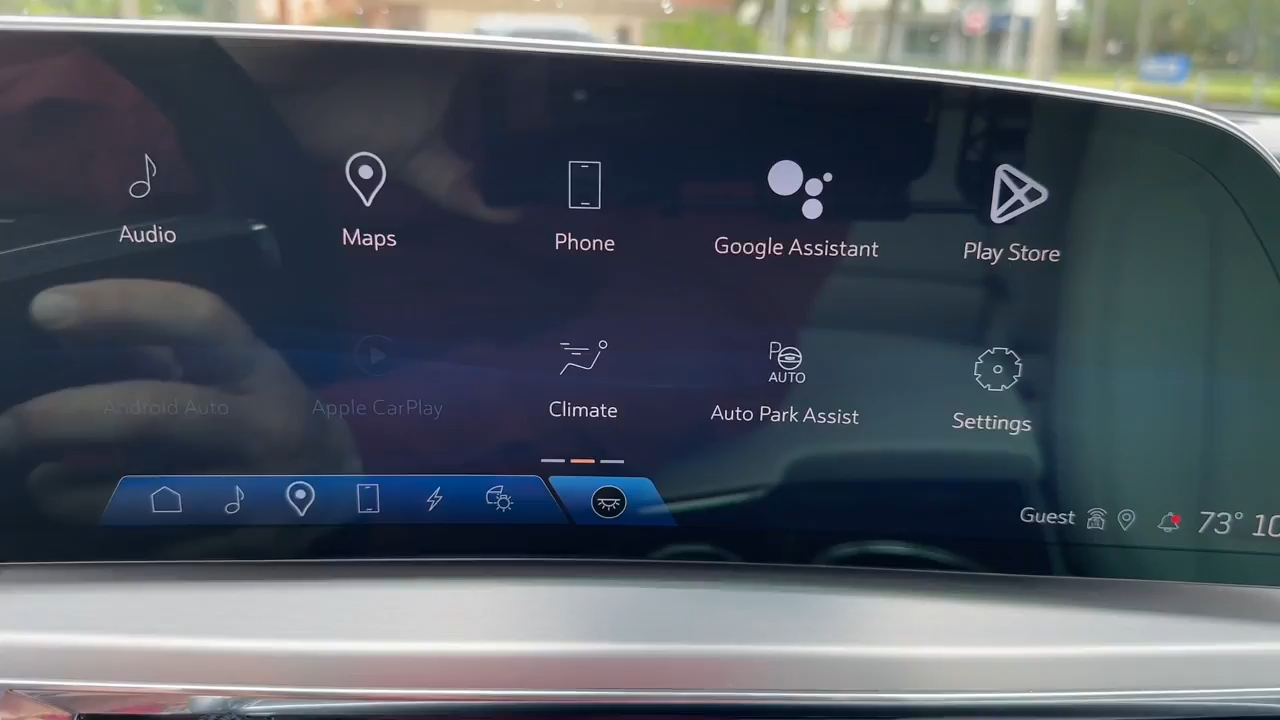 Audio
Maps
Phone
Google Assistant
Play Store
P
AUTO
Android Auto
Apple CarPlay
Climate
Auto Park Assist
Settings
Guest
73° 10